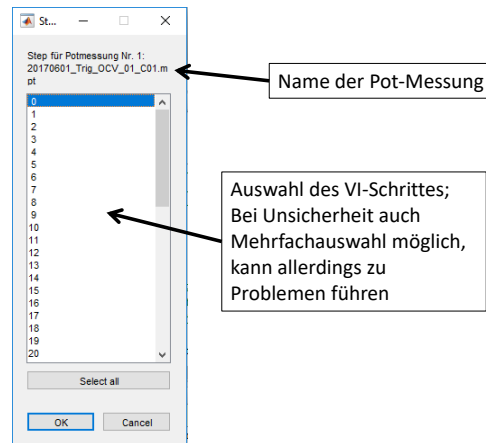 St...
Step für Potmessung Nr. 1:
20170601_Trig_OCV_01_C01.m
pt
0
1
2
3
4
5
6
7
8
9
10
11
12
13
14
15
16
17
18
19
20
Select all
OK
Cancel
Name der Pot-Messung
Auswahl des VI-Schrittes;
Bei Unsicherheit auch
Mehrfachauswahl möglich,
kann allerdings zu
Problemen führen